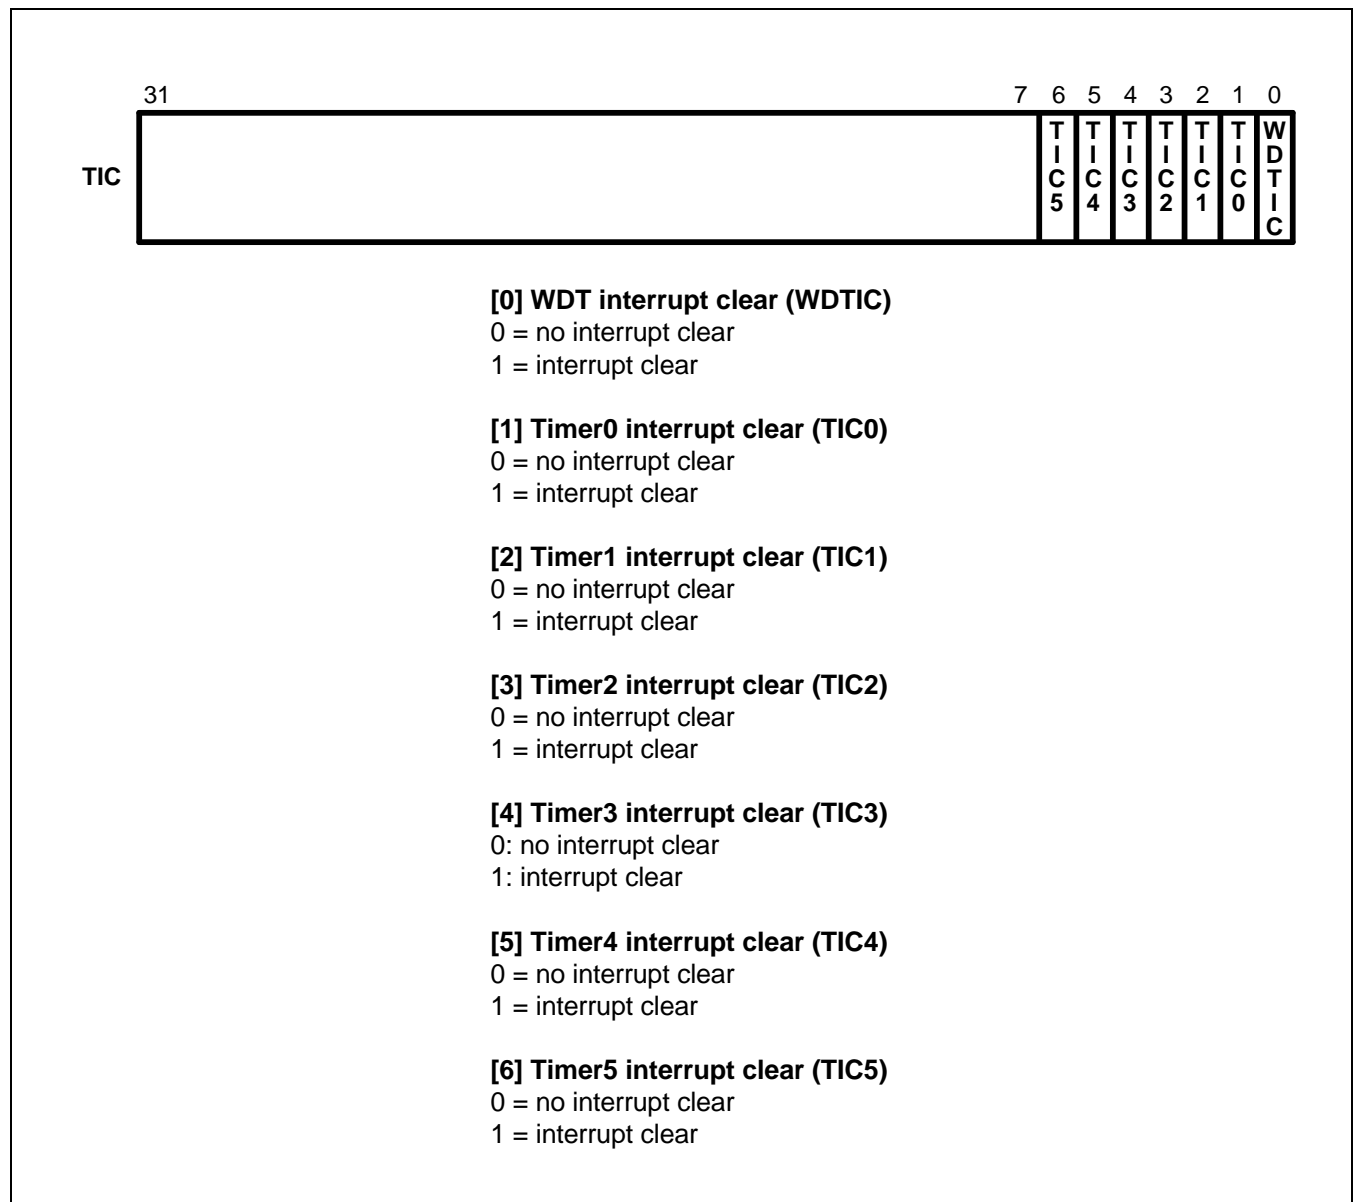 31 7 6 5 4 3 2 1 0
TIC
TIC5 TIC4 TIC3 TIC2 TIC1 TIC0 WDTIC
[0] WDT interrupt clear (WDTIC)
0 = no interrupt clear
1 = interrupt clear
[1] Timer0 interrupt clear (TIC0)
0 = no interrupt clear
1 = interrupt clear
[2] Timer1 interrupt clear (TIC1)
0 = no interrupt clear
1 = interrupt clear
[3] Timer2 interrupt clear (TIC2)
0 = no interrupt clear
1 = interrupt clear
[4] Timer3 interrupt clear (TIC3)
0: no interrupt clear
1: interrupt clear
[5] Timer4 interrupt clear (TIC4)
0 = no interrupt clear
1 = interrupt clear
[6] Timer5 interrupt clear (TIC5)
0 = no interrupt clear
1 = interrupt clear